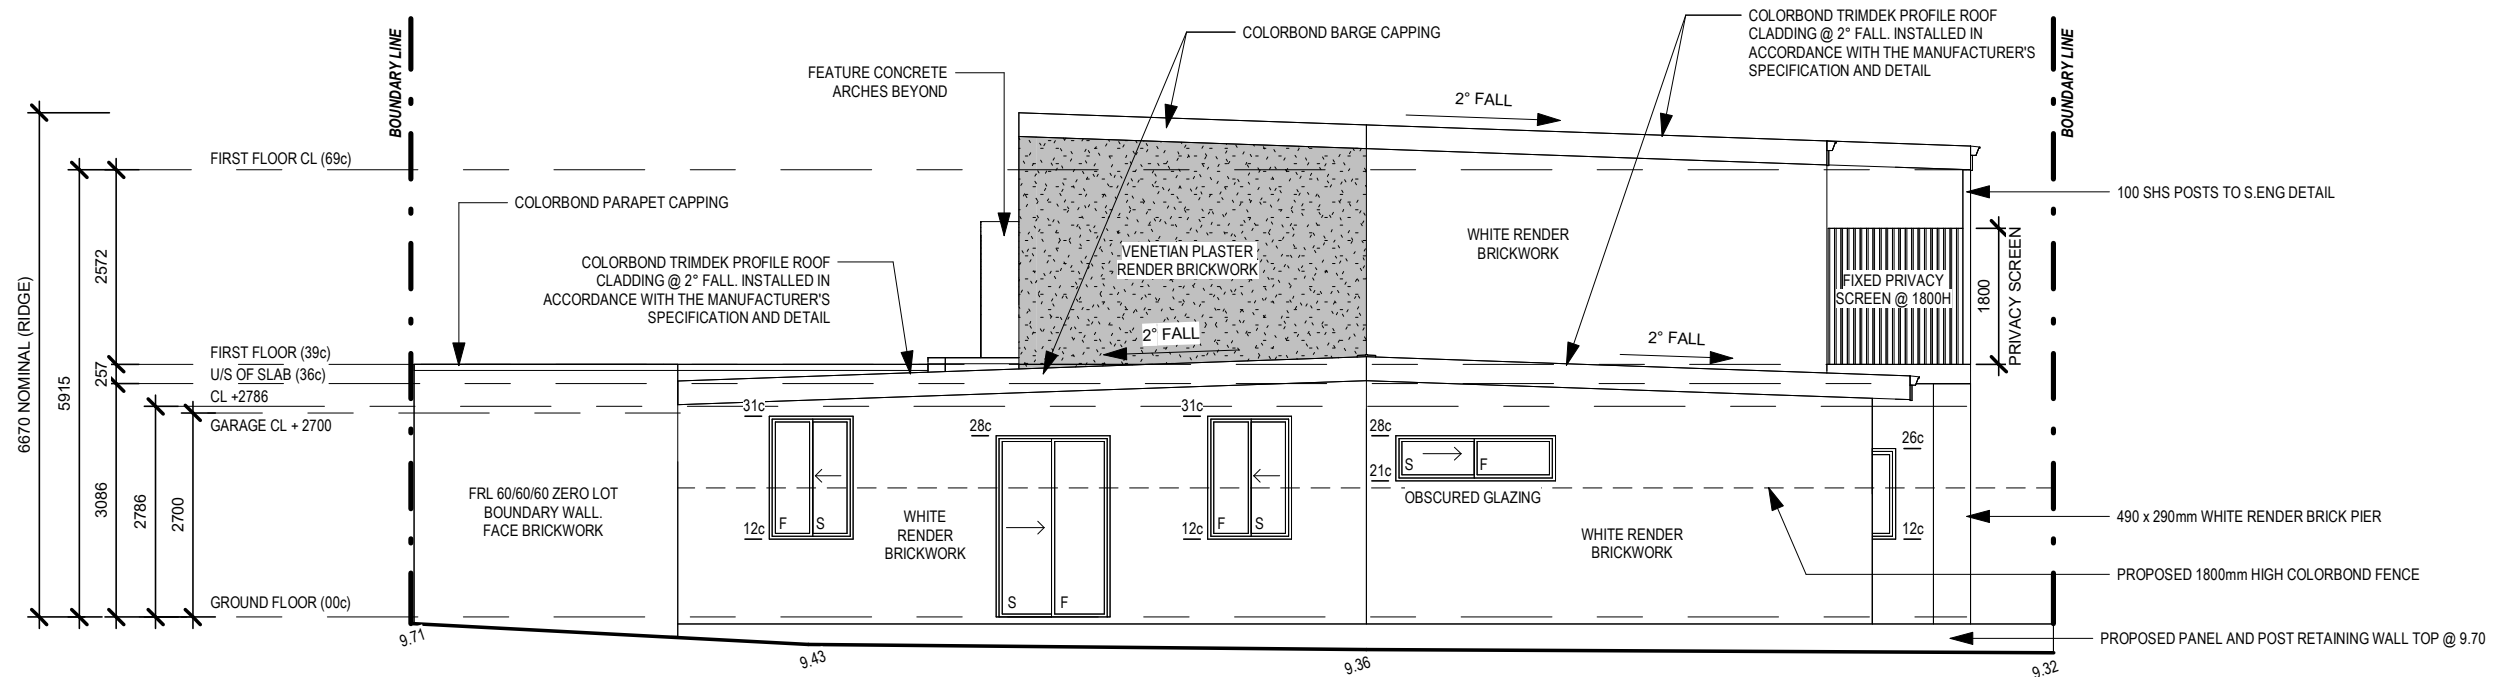 BOUNDARY LINE
BOUNDARY LINE
COLORBOND BARGE CAPPING
COLORBOND TRIMDEK PROFILE ROOF
CLADDING @ 2° FALL. INSTALLED IN
ACCORDANCE WITH THE MANUFACTURER'S
SPECIFICATION AND DETAIL
FEATURE CONCRETE
ARCHES BEYOND
2° FALL
FIRST FLOOR CL (69c)
COLORBOND PARAPET CAPPING
100 SHS POSTS TO S.ENG DETAIL
VENETIAN PLASTER
RENDER BRICKWORK
WHITE RENDER
BRICKWORK
COLORBOND TRIMDEK PROFILE ROOF
CLADDING @ 2° FALL. INSTALLED IN
ACCORDANCE WITH THE MANUFACTURER'S
SPECIFICATION AND DETAIL
FIXED PRIVACY
SCREEN @ 1800H
1800
PRIVACY SCREEN
2° FALL
2° FALL
6670 NOMINAL (RIDGE)
5915
2572
257
3086
2786
2700
FIRST FLOOR (39c)
U/S OF SLAB (36c)
CL +2786
GARAGE CL + 2700
31c
12c
F
S
28c
S
F
31c
12c
F
S
28c
21c
S
F
OBSCURED GLAZING
26c
12c
FRL 60/60/60 ZERO LOT
BOUNDARY WALL.
FACE BRICKWORK
WHITE
RENDER
BRICKWORK
WHITE RENDER
BRICKWORK
490 x 290mm WHITE RENDER BRICK PIER
PROPOSED 1800mm HIGH COLORBOND FENCE
GROUND FLOOR (00c)
PROPOSED PANEL AND POST RETAINING WALL TOP @ 9.70
9.71
9.43
9.36
9.32